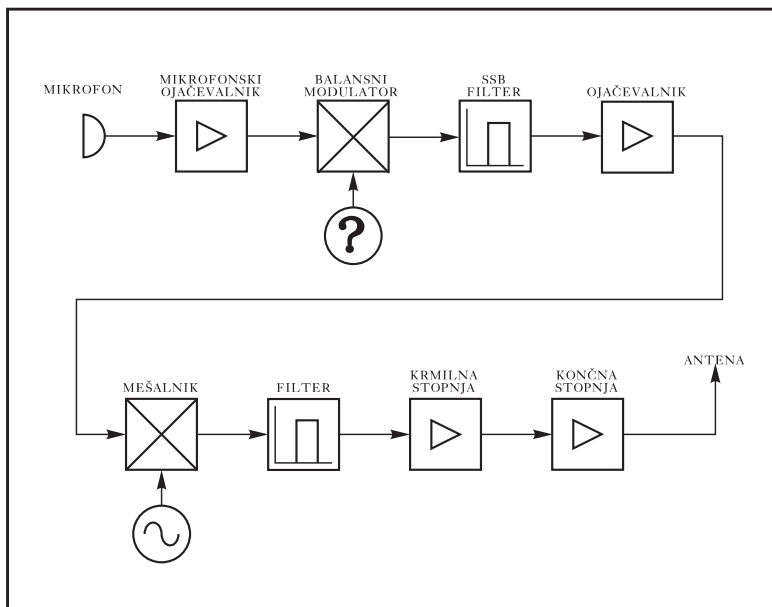 MIKROFON
MIKROFONSKI
OJAČEVALNIK
BALANSNI
MODULATOR
SSB
FILTER
OJAČEVALNIK
?
MEŠALNIK
FILTER
KRMILNA
STOPNJA
KONČNA
STOPNJA
ANTENA